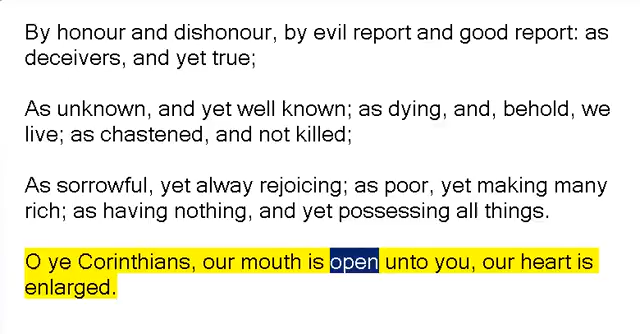 By honour and dishonour, by evil report and good report: as
deceivers, and yet true;
As unknown, and yet well known; as dying, and, behold, we
live; as chastened, and not killed;
As sorrowful, yet alway rejoicing; as poor, yet making many
rich; as having nothing, and yet possessing all things.
O ye Corinthians, our mouth is open unto you, our heart is
enlarged.